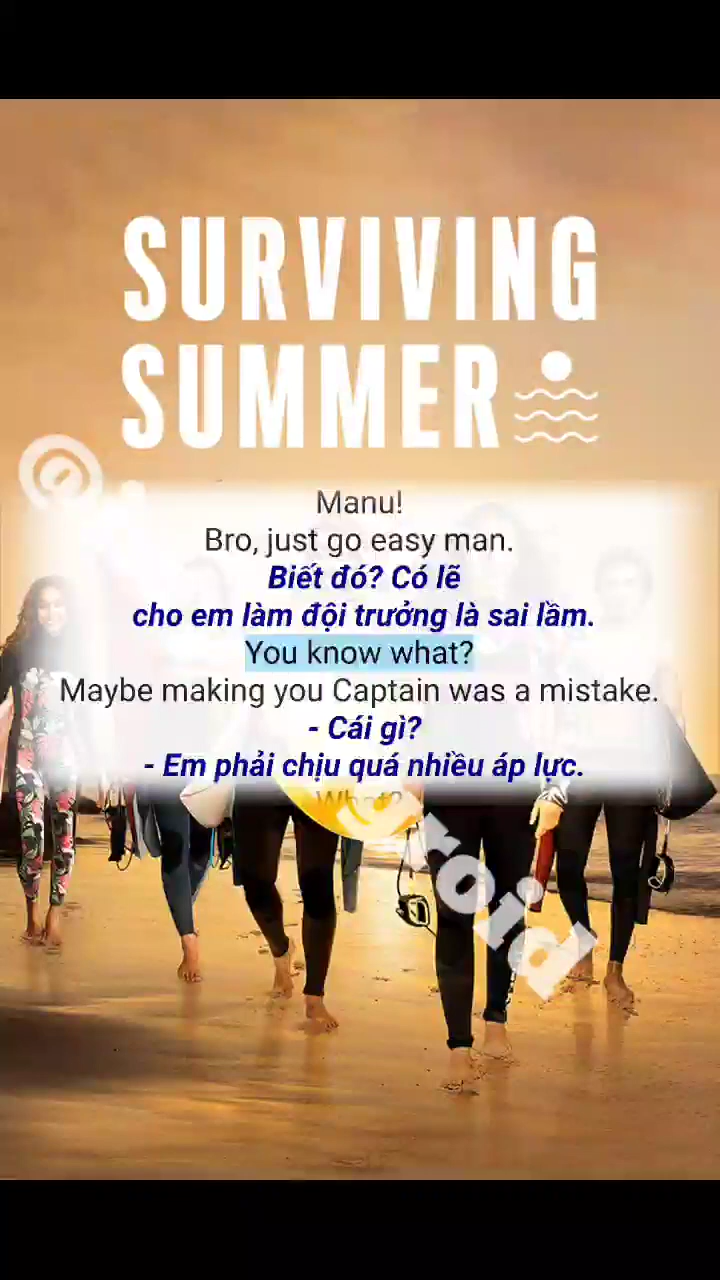 SURVIVING
SUMMER
Manu!
Bro, just go easy man.
Biết đó? Có lẽ
cho em làm đội trưởng là sai lầm.
You know what?
Maybe making you Captain was a mistake.
- Cái gì?
- Em phải chịu quá nhiều áp lực.
What?
roid